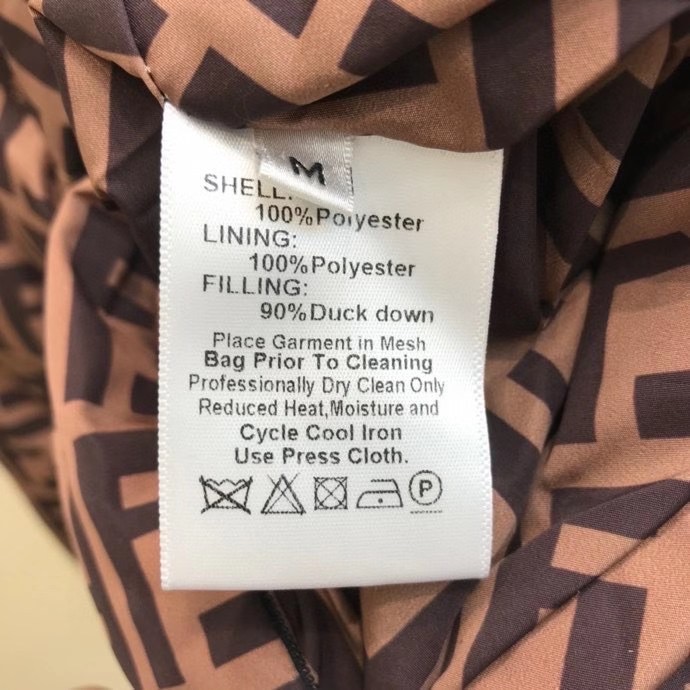 M
SHELL:
100%Polyester
LINING:
100%Polyester
FILLING:
90%Duck down
Place Garment in Mesh
Bag Prior To Cleaning
Professionally Dry Clean Only
Reduced Heat,Moisture and
Cycle Cool Iron
Use Press Cloth.
P